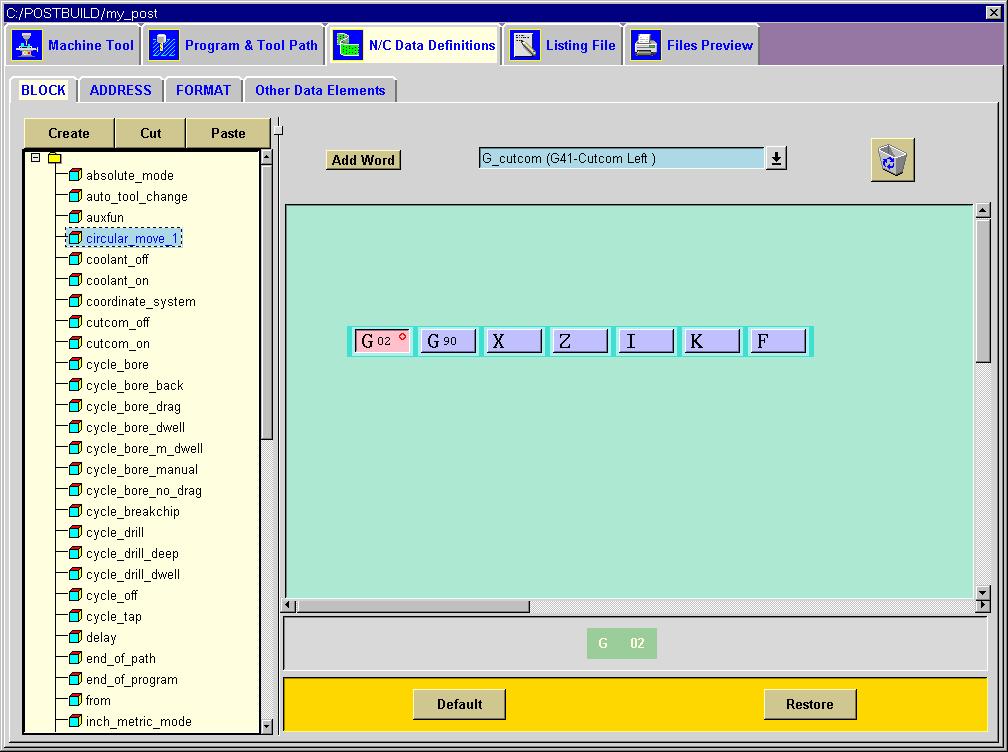 C:/POSTBUILD/my_post
Machine Tool Program & Tool Path N/C Data Definitions Listing File Files Preview
BLOCK ADDRESS FORMAT Other Data Elements
Create Cut Paste
Add Word G_cutcom (G41-Cutcom Left )
absolute_mode
auto_tool_change
auxfun
circular_move_1
coolant_off
coolant_on
coordinate_system
cutcom_off
cutcom_on
cycle_bore
cycle_bore_back
cycle_bore_drag
cycle_bore_dwell
cycle_bore_m_dwell
cycle_bore_manual
cycle_bore_no_drag
cycle_breakchip
cycle_drill
cycle_drill_deep
cycle_drill_dwell
cycle_off
cycle_tap
delay
end_of_path
end_of_program
from
inch_metric_mode
G 02 G 90 X Z I K F
G 02
Default Restore